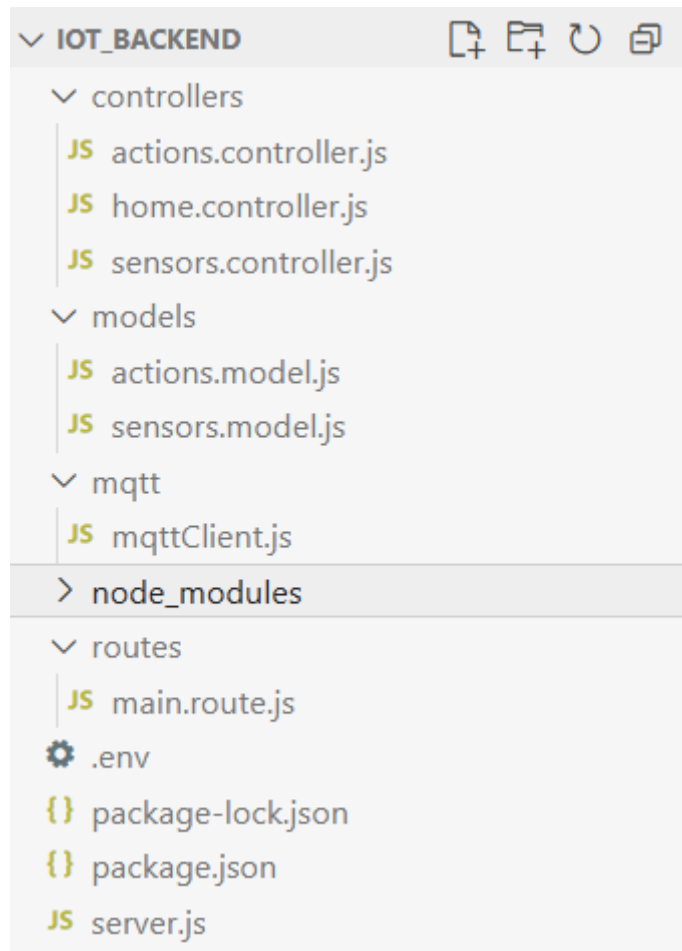 IOT_BACKEND
controllers
JS actions.controller.js
JS home.controller.js
JS sensors.controller.js
models
JS actions.model.js
JS sensors.model.js
mqtt
JS mqttClient.js
node_modules
routes
JS main.route.js
.env
{} package-lock.json
{} package.json
JS server.js